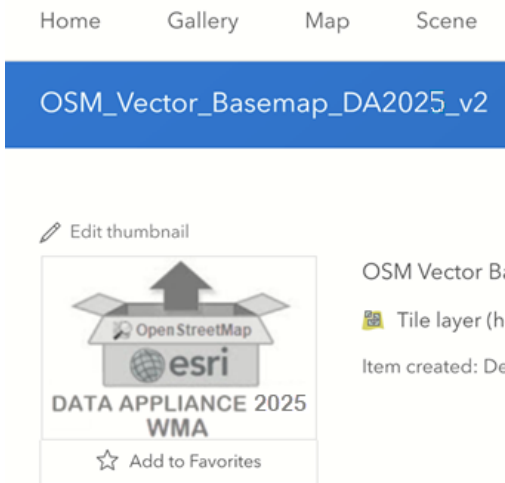 Home Gallery Map Scene
OSM_Vector_Basemap_DA2025_v2
Edit thumbnail
OpenStreetMap
esri
DATA APPLIANCE 2025
WMA
Add to Favorites
OSM Vector Ba
Tile layer (h
Item created: De